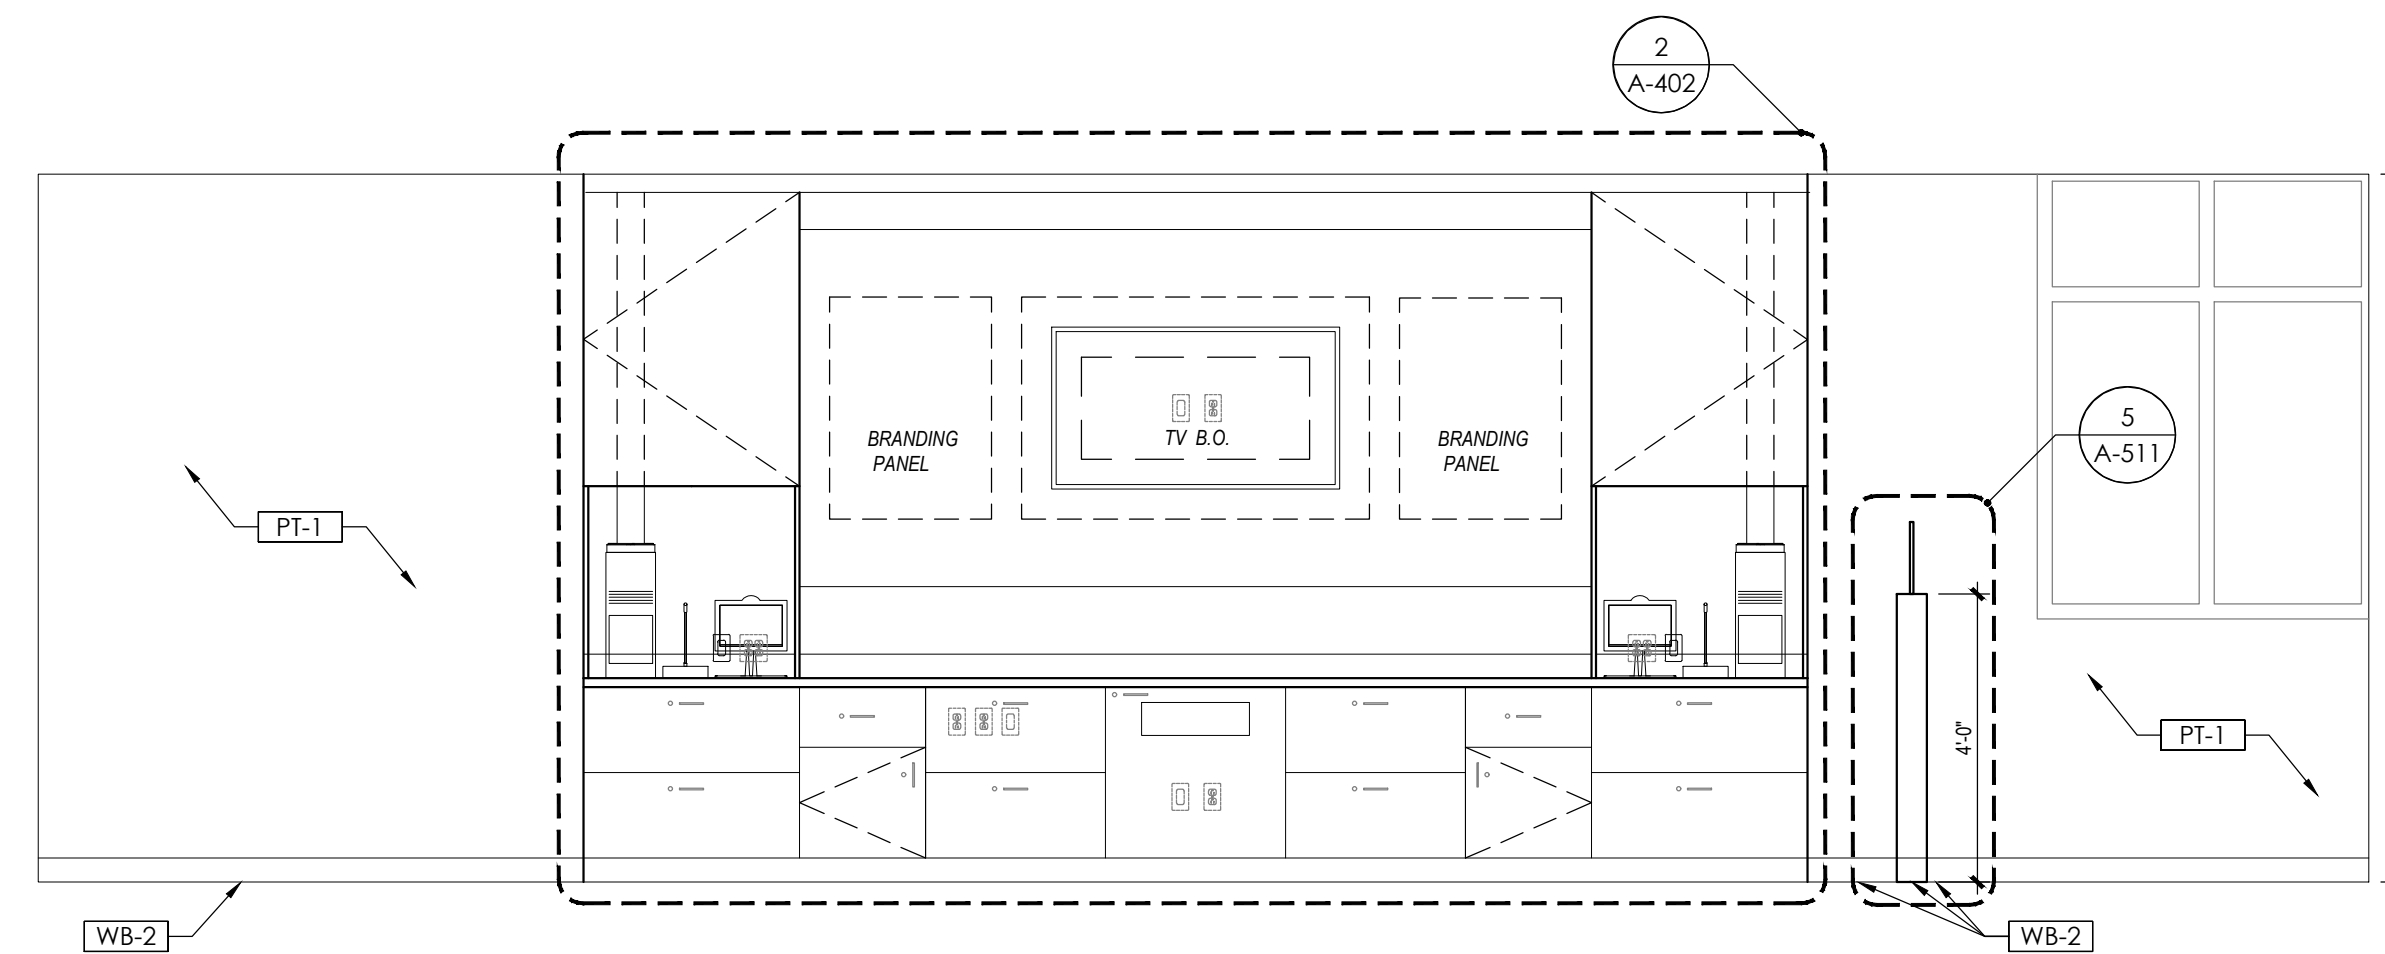 2
A-402
5
A-511
BRANDING
PANEL
TV B.O.
BRANDING
PANEL
PT-1
4'-0"
PT-1
WB-2
WB-2